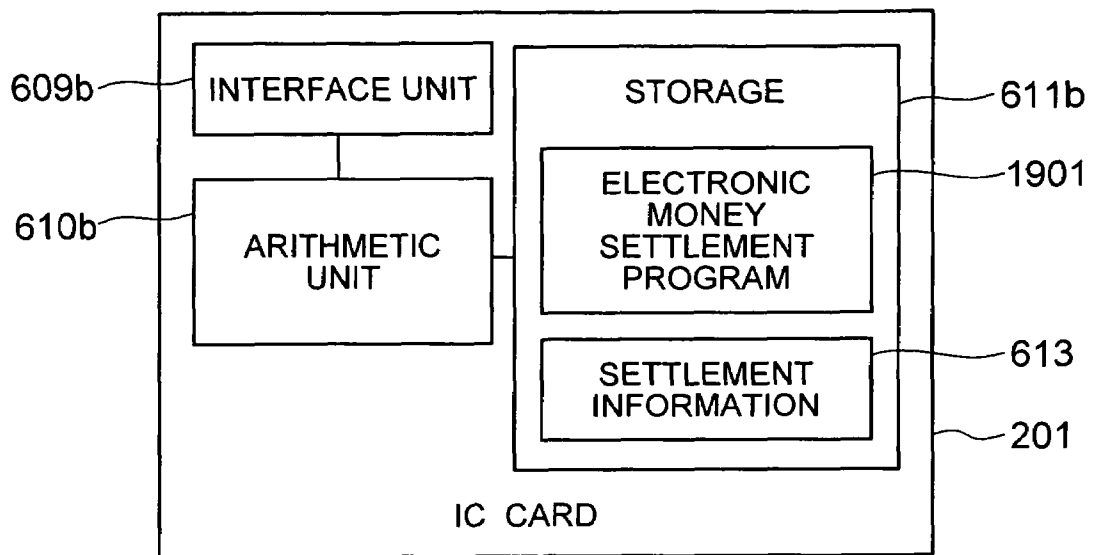 609b
INTERFACE UNIT
STORAGE
611b
610b
ARITHMETIC
UNIT
ELECTRONIC
MONEY
SETTLEMENT
PROGRAM
1901
SETTLEMENT
INFORMATION
613
201
IC CARD